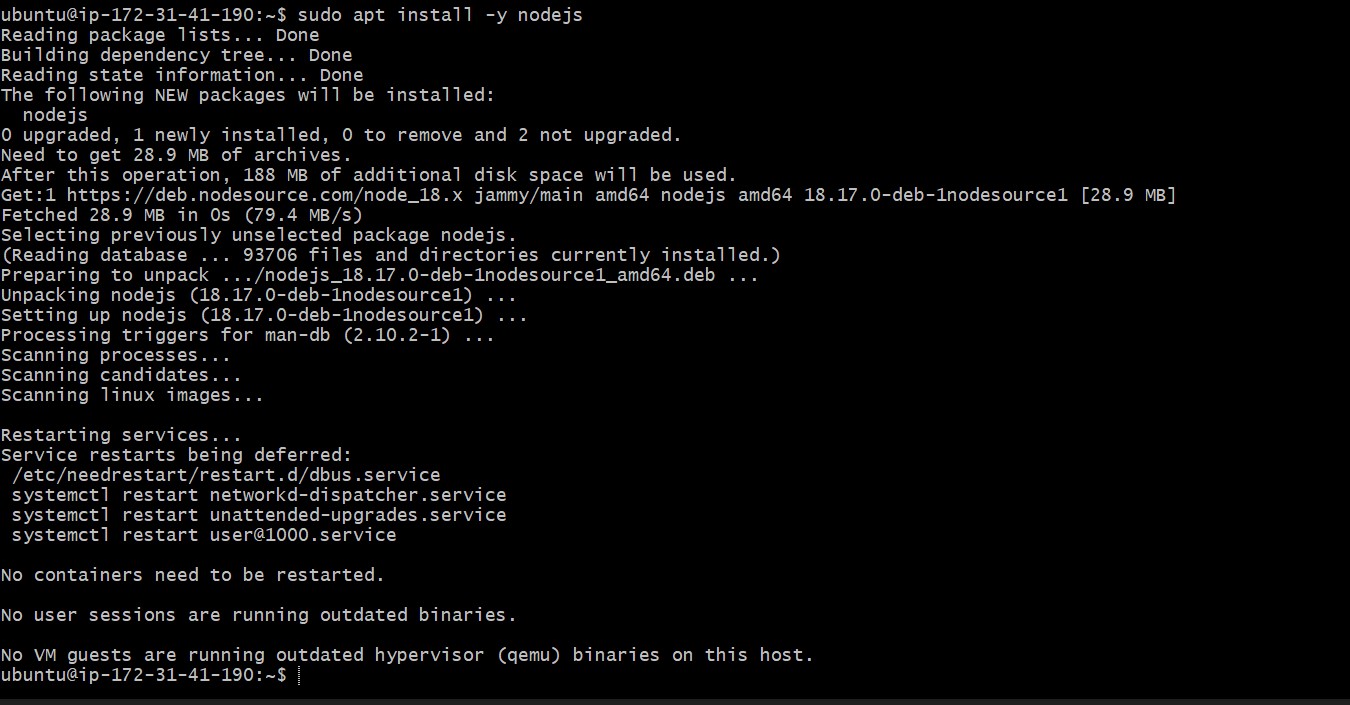 ubuntu@ip-172-31-41-190:~$ sudo apt install -y nodejs
Reading package lists... Done
Building dependency tree... Done
Reading state information... Done
The following NEW packages will be installed:
  nodejs
0 upgraded, 1 newly installed, 0 to remove and 2 not upgraded.
Need to get 28.9 MB of archives.
After this operation, 188 MB of additional disk space will be used.
Get:1 https://deb.nodesource.com/node_18.x jammy/main amd64 nodejs amd64 18.17.0-deb-1nodesource1 [28.9 MB]
Fetched 28.9 MB in 0s (79.4 MB/s)
Selecting previously unselected package nodejs.
(Reading database ... 93706 files and directories currently installed.)
Preparing to unpack .../nodejs_18.17.0-deb-1nodesource1_amd64.deb ...
Unpacking nodejs (18.17.0-deb-1nodesource1) ...
Setting up nodejs (18.17.0-deb-1nodesource1) ...
Processing triggers for man-db (2.10.2-1) ...
Scanning processes...
Scanning candidates...
Scanning linux images...

Restarting services...
Service restarts being deferred:
 /etc/needrestart/restart.d/dbus.service
 systemctl restart networkd-dispatcher.service
 systemctl restart unattended-upgrades.service
 systemctl restart user@1000.service

No containers need to be restarted.

No user sessions are running outdated binaries.

No VM guests are running outdated hypervisor (qemu) binaries on this host.
ubuntu@ip-172-31-41-190:~$